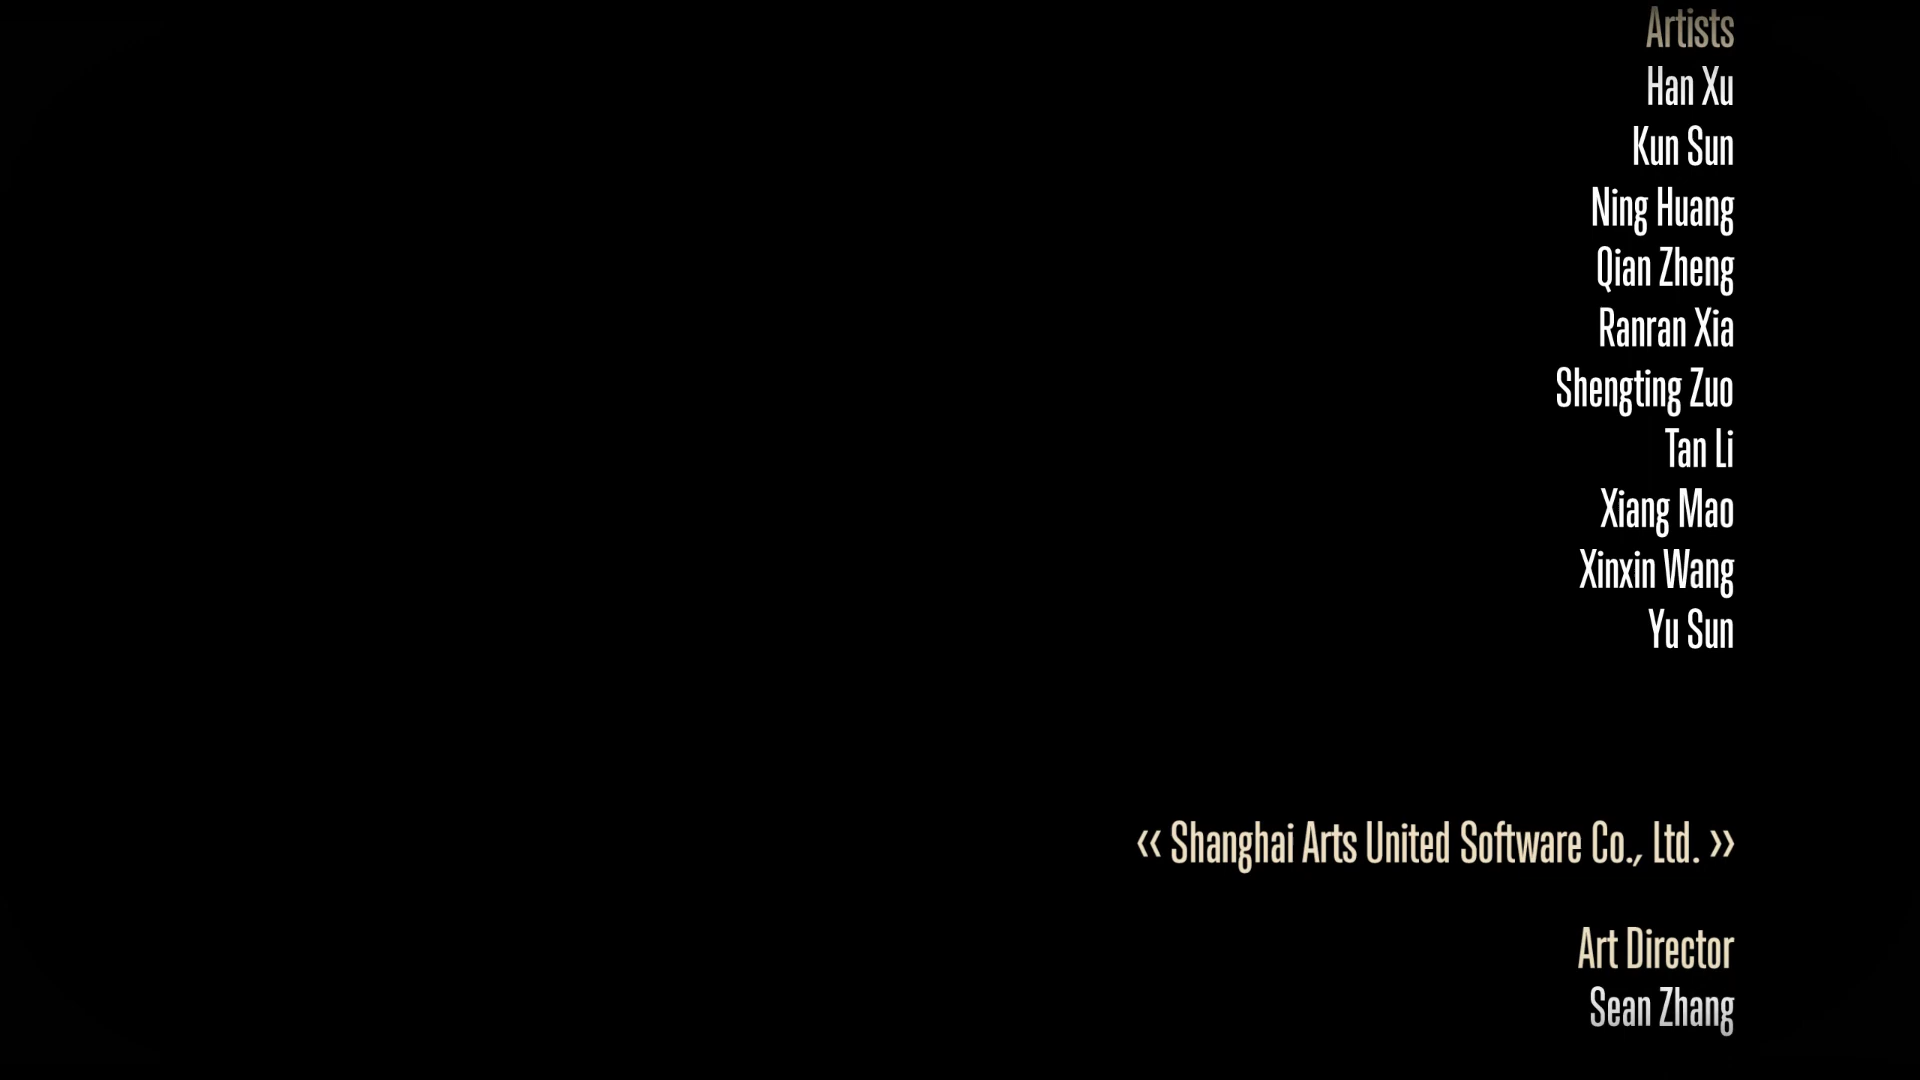 Artists
Han Xu
Kun Sun
Ning Huang
Qian Zheng
Ranran Xia
Shengting Zuo
Tan Li
Xiang Mao
Xinxin Wang
Yu Sun
‹‹ Shanghai Arts United Software Co., Ltd. ››
Art Director
Sean Zhang